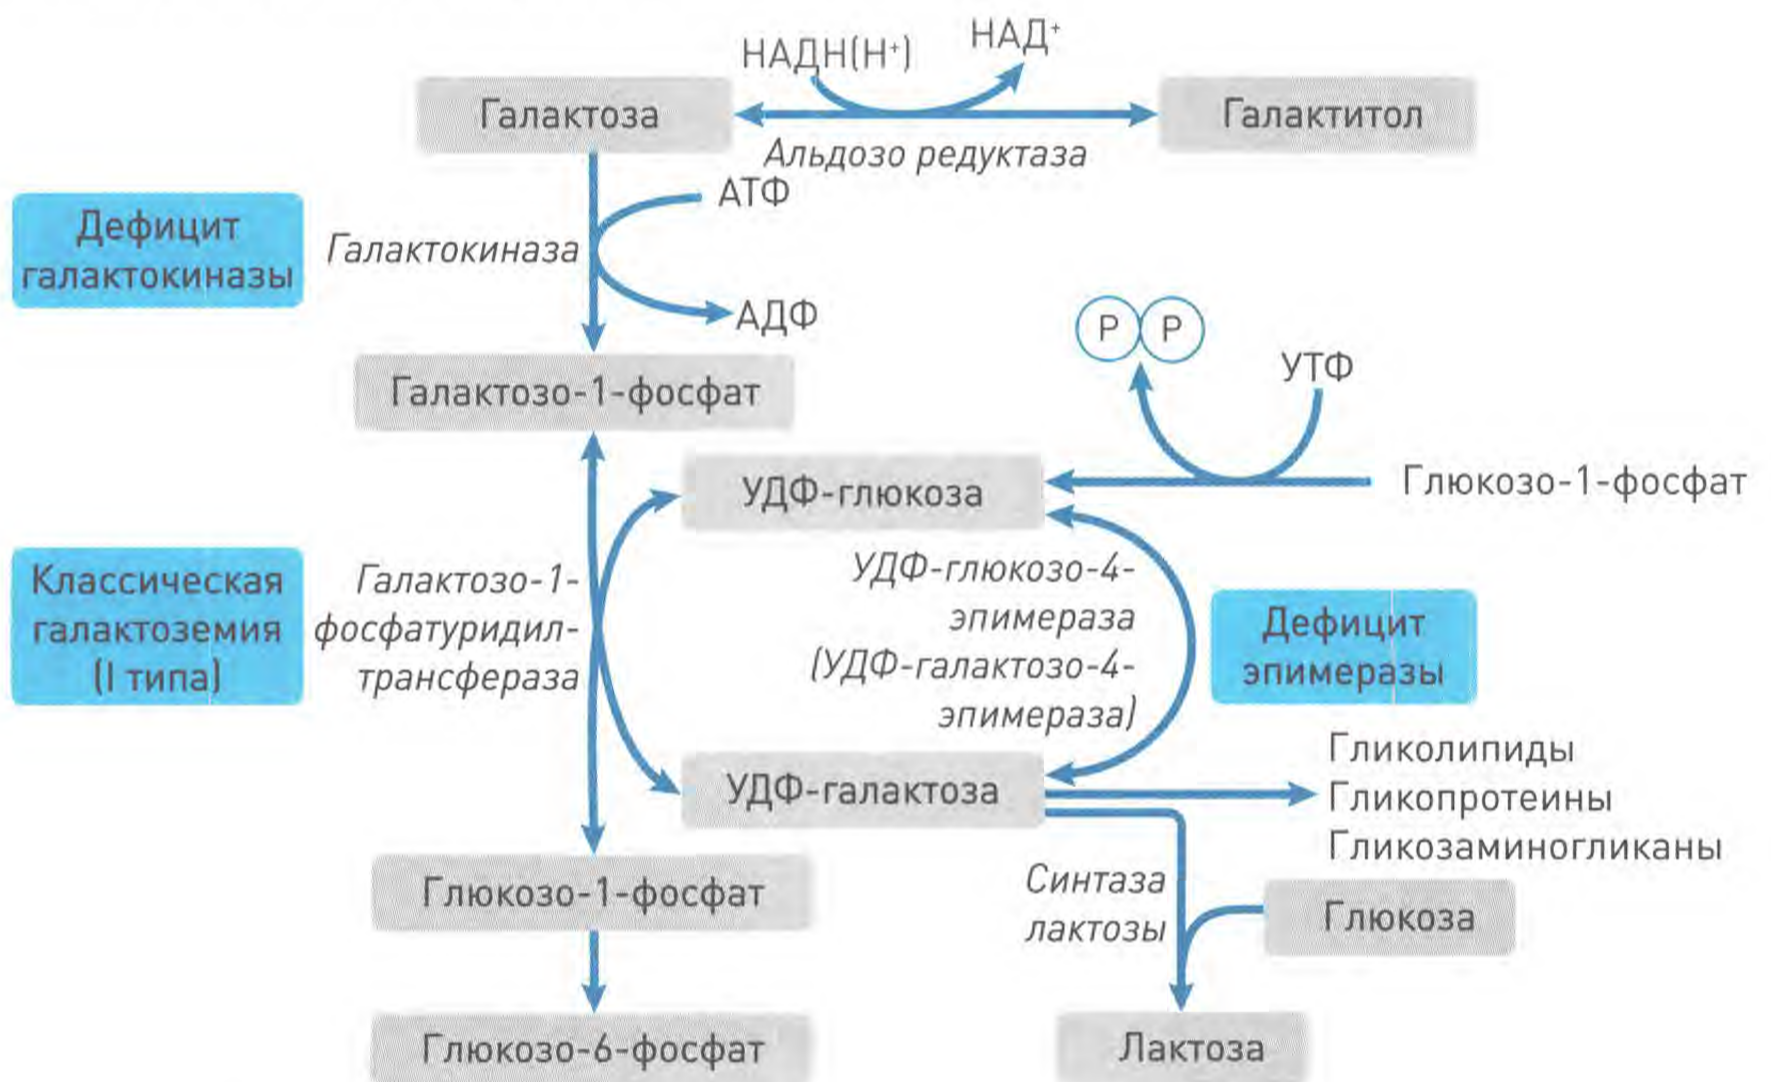 НАДН(Н⁺)
НАД⁺
Галактоза
Галактитол
Альдозо редуктаза
АТФ
Дефицит
галактокиназы
Галактокиназа
АДФ
Р Р
УТФ
Галактозо-1-фосфат
УДФ-глюкоза
Глюкозо-1-фосфат
Классическая
галактоземия
(I типа)
Галактозо-1-
фосфатуридил-
трансфераза
УДФ-глюкозо-4-
эпимераза
(УДФ-галактозо-4-
эпимераза)
Дефицит
эпимеразы
УДФ-галактоза
Гликолипиды
Гликопротеины
Гликозаминогликаны
Глюкозо-1-фосфат
Синтаза
лактозы
Глюкоза
Глюкозо-6-фосфат
Лактоза